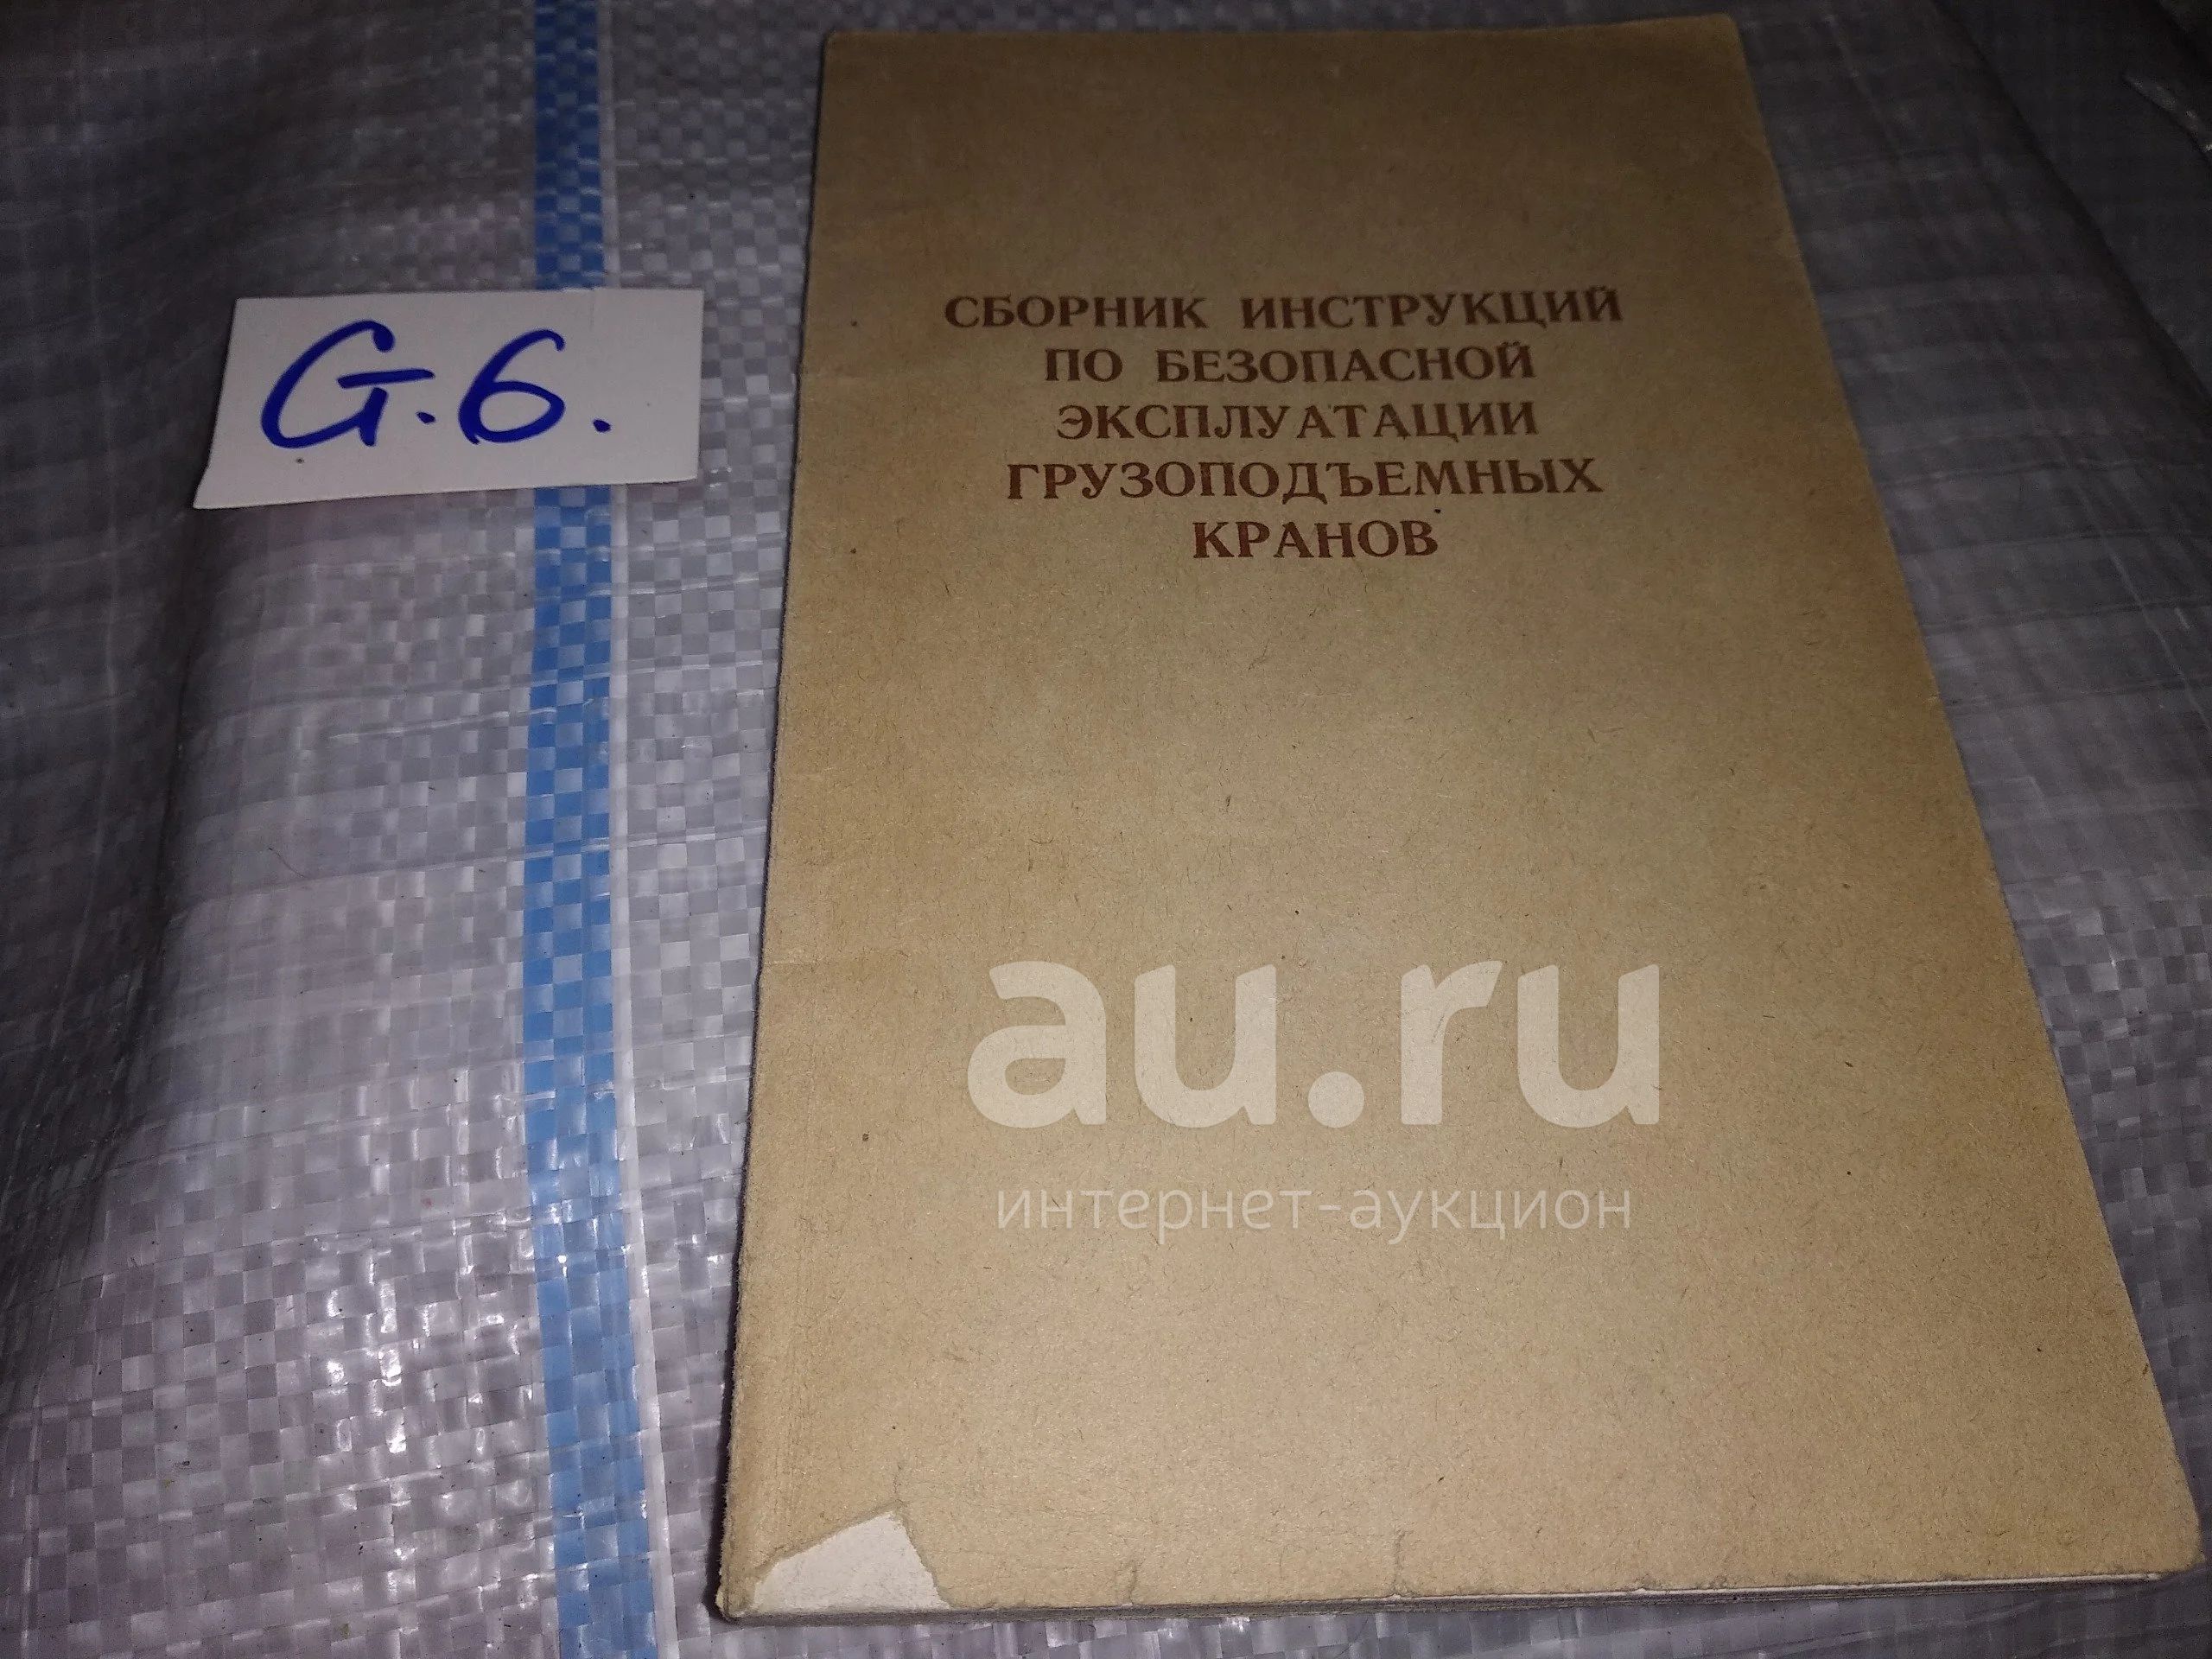 G.6.
СБОРНИК ИНСТРУКЦИЙ
ПО БЕЗОПАСНОЙ
ЭКСПЛУАТАЦИИ
ГРУЗОПОДЪЕМНЫХ
КРАНОВ
au.ru
интернет-аукцион